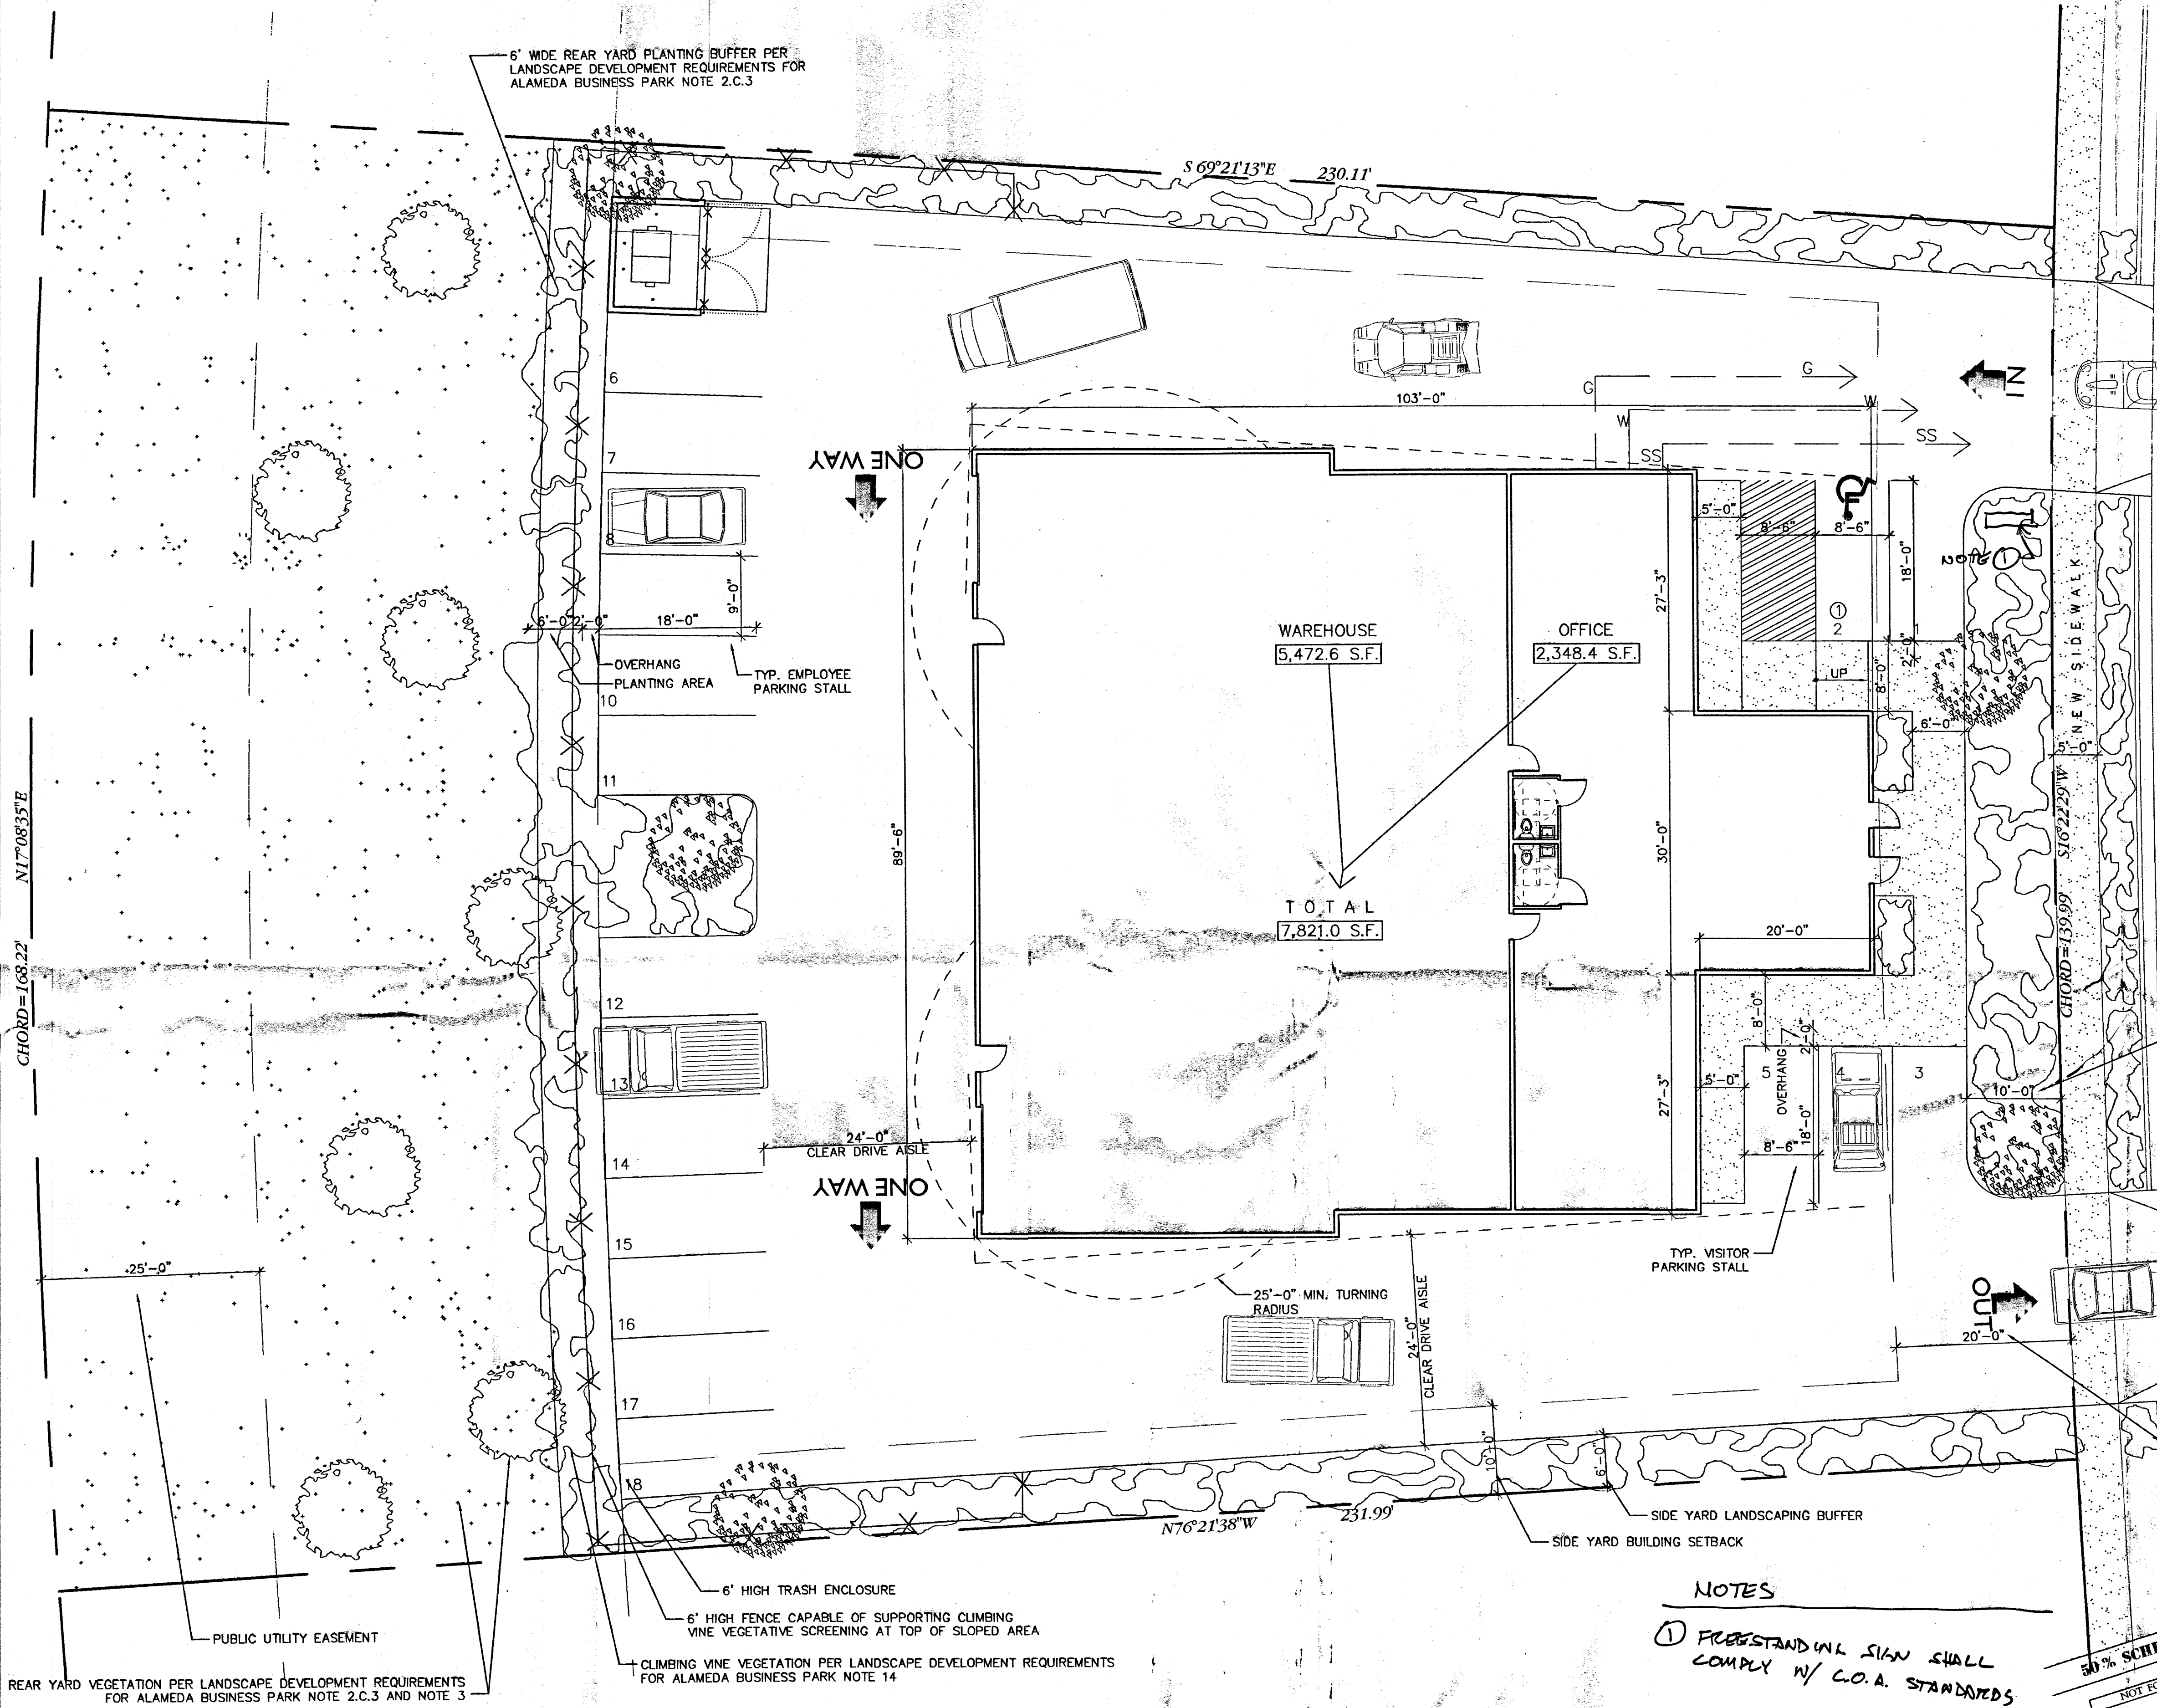 6' WIDE REAR YARD PLANTING BUFFER PER
LANDSCAPE DEVELOPMENT REQUIREMENTS FOR
ALAMEDA BUSINESS PARK NOTE 2.C.3
S 69°21'13"E 230.11'
6
7
8
10
11
12
13
14
15
16
17
18
ONE WAY
103'-0"
G
G
W
W
SS
SS
IN
5'-0"
8'-6"
8'-6"
18'-0"
NOTE ①
NEW SIDEWALK
27'-3"
9'-0"
6'-0"
2'-0"
18'-0"
OVERHANG
PLANTING AREA
TYP. EMPLOYEE
PARKING STALL
WAREHOUSE
5,472.6 S.F.
OFFICE
2,348.4 S.F.
①
2
1
2'-0"
UP
8'-0"
6'-0"
5'-0"
N17°08'35"E
CHORD=168.22'
89'-6"
30'-0"
TOTAL
7,821.0 S.F.
20'-0"
S16°22'29"W
CHORD=139.99'
8'-0"
2'-0"
OVERHANG
5
4
3
5'-0"
10'-0"
18'-0"
8'-6"
27'-3"
24'-0"
CLEAR DRIVE AISLE
ONE WAY
25'-0"
25'-0" MIN. TURNING
RADIUS
24'-0"
CLEAR DRIVE AISLE
TYP. VISITOR
PARKING STALL
OUT
20'-0"
10'-0"
6'-0"
N76°21'38"W 231.99'
SIDE YARD LANDSCAPING BUFFER
SIDE YARD BUILDING SETBACK
6' HIGH TRASH ENCLOSURE
6' HIGH FENCE CAPABLE OF SUPPORTING CLIMBING
VINE VEGETATIVE SCREENING AT TOP OF SLOPED AREA
PUBLIC UTILITY EASEMENT
CLIMBING VINE VEGETATION PER LANDSCAPE DEVELOPMENT REQUIREMENTS
FOR ALAMEDA BUSINESS PARK NOTE 14
REAR YARD VEGETATION PER LANDSCAPE DEVELOPMENT REQUIREMENTS
FOR ALAMEDA BUSINESS PARK NOTE 2.C.3 AND NOTE 3
NOTES
① FREESTANDING SIGN SHALL
COMPLY W/ C.O.A. STANDARDS
50% SCHE
NOT FO